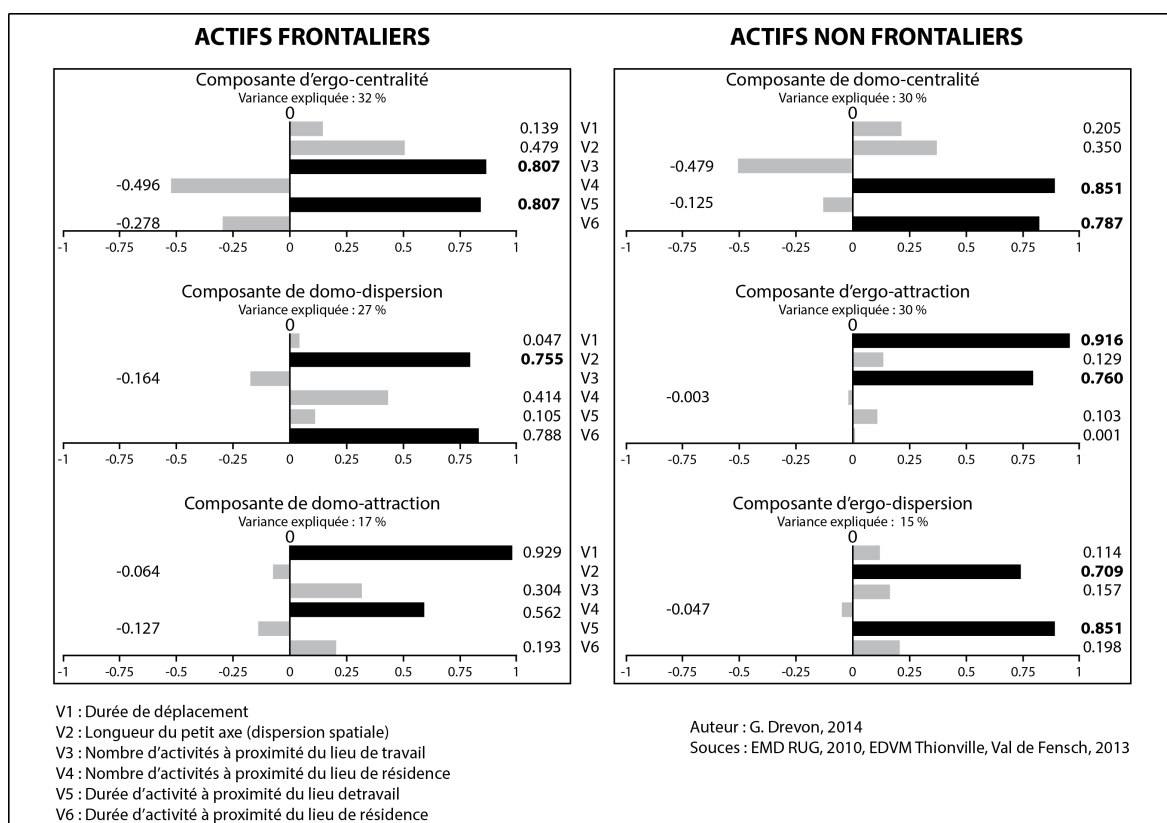 ACTIFS FRONTALIERS
Composante d'ergo-centralité
Variance expliquée : 32 %
0
0.139 V1
0.479 V2
0.807 V3
-0.496 V4
0.807 V5
-0.278 V6
-1 -0.75 -0.5 -0.25 0 0.25 0.5 0.75 1
Composante de domo-dispersion
Variance expliquée : 27 %
0
0.047 V1
0.755 V2
-0.164 V3
0.414 V4
0.105 V5
0.788 V6
-1 -0.75 -0.5 -0.25 0 0.25 0.5 0.75 1
Composante de domo-attraction
Variance expliquée : 17 %
0
0.929 V1
-0.064 V2
0.304 V3
0.562 V4
-0.127 V5
0.193 V6
-1 -0.75 -0.5 -0.25 0 0.25 0.5 0.75 1
ACTIFS NON FRONTALIERS
Composante de domo-centralité
Variance expliquée : 30 %
0
0.205
0.350
-0.479
0.851
-0.125
0.787
-1 -0.75 -0.5 -0.25 0 0.25 0.5 0.75 1
Composante d'ergo-attraction
Variance expliquée : 30 %
0
0.916
0.129
0.760
-0.003
0.103
0.001
-1 -0.75 -0.5 -0.25 0 0.25 0.5 0.75 1
Composante d'ergo-dispersion
Variance expliquée : 15 %
0
0.114
0.709
0.157
-0.047
0.851
0.198
-1 -0.75 -0.5 -0.25 0 0.25 0.5 0.75 1
V1 : Durée de déplacement
V2 : Longueur du petit axe (dispersion spatiale)
V3 : Nombre d'activités à proximité du lieu de travail
V4 : Nombre d'activités à proximité du lieu de résidence
V5 : Durée d'activité à proximité du lieu detravail
V6 : Durée d'activité à proximité du lieu de résidence
Auteur : G. Drevon, 2014
Souces : EMD RUG, 2010, EDVM Thionville, Val de Fensch, 2013